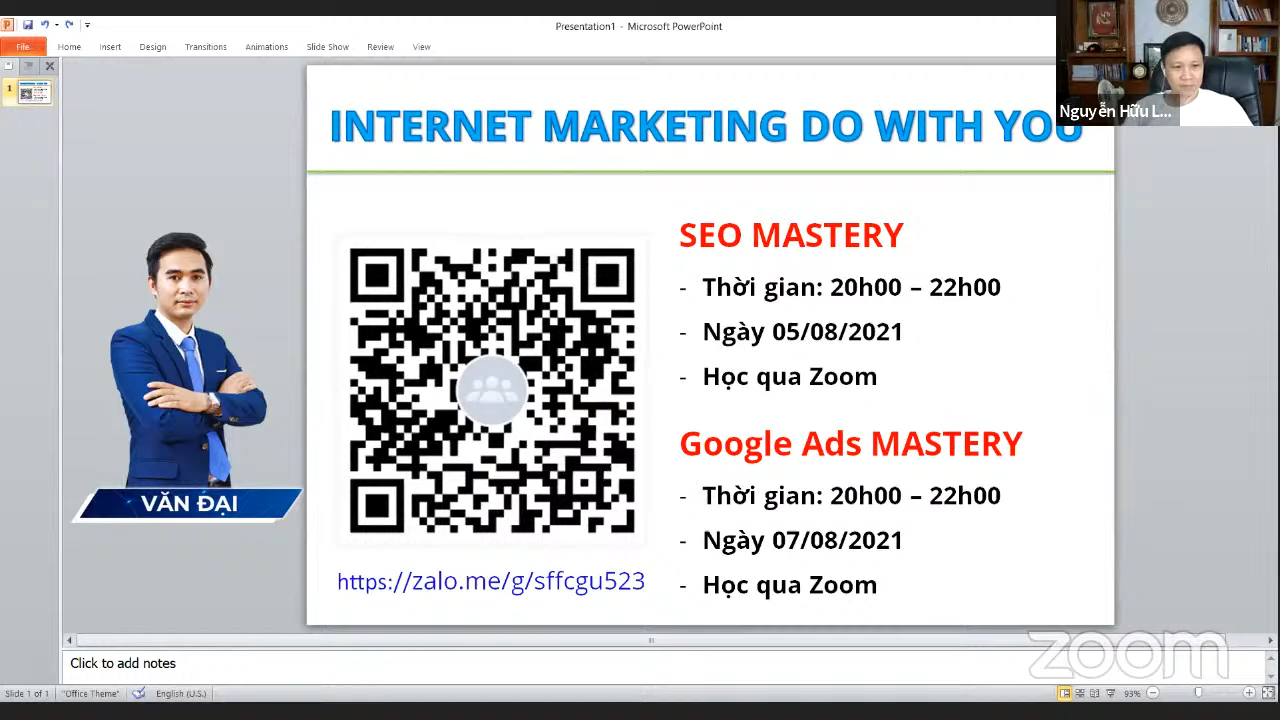 Presentation1 - Microsoft PowerPoint
File Home Insert Design Transitions Animations Slide Show Review View
1
Nguyễn Hữu L...
INTERNET MARKETING DO WITH YOU
SEO MASTERY
- Thời gian: 20h00 – 22h00
- Ngày 05/08/2021
- Học qua Zoom
Google Ads MASTERY
- Thời gian: 20h00 – 22h00
- Ngày 07/08/2021
- Học qua Zoom
VĂN ĐẠI
https://zalo.me/g/sffcgu523
zoom
Click to add notes
Slide 1 of 1 "Office Theme" English (U.S.) 93%